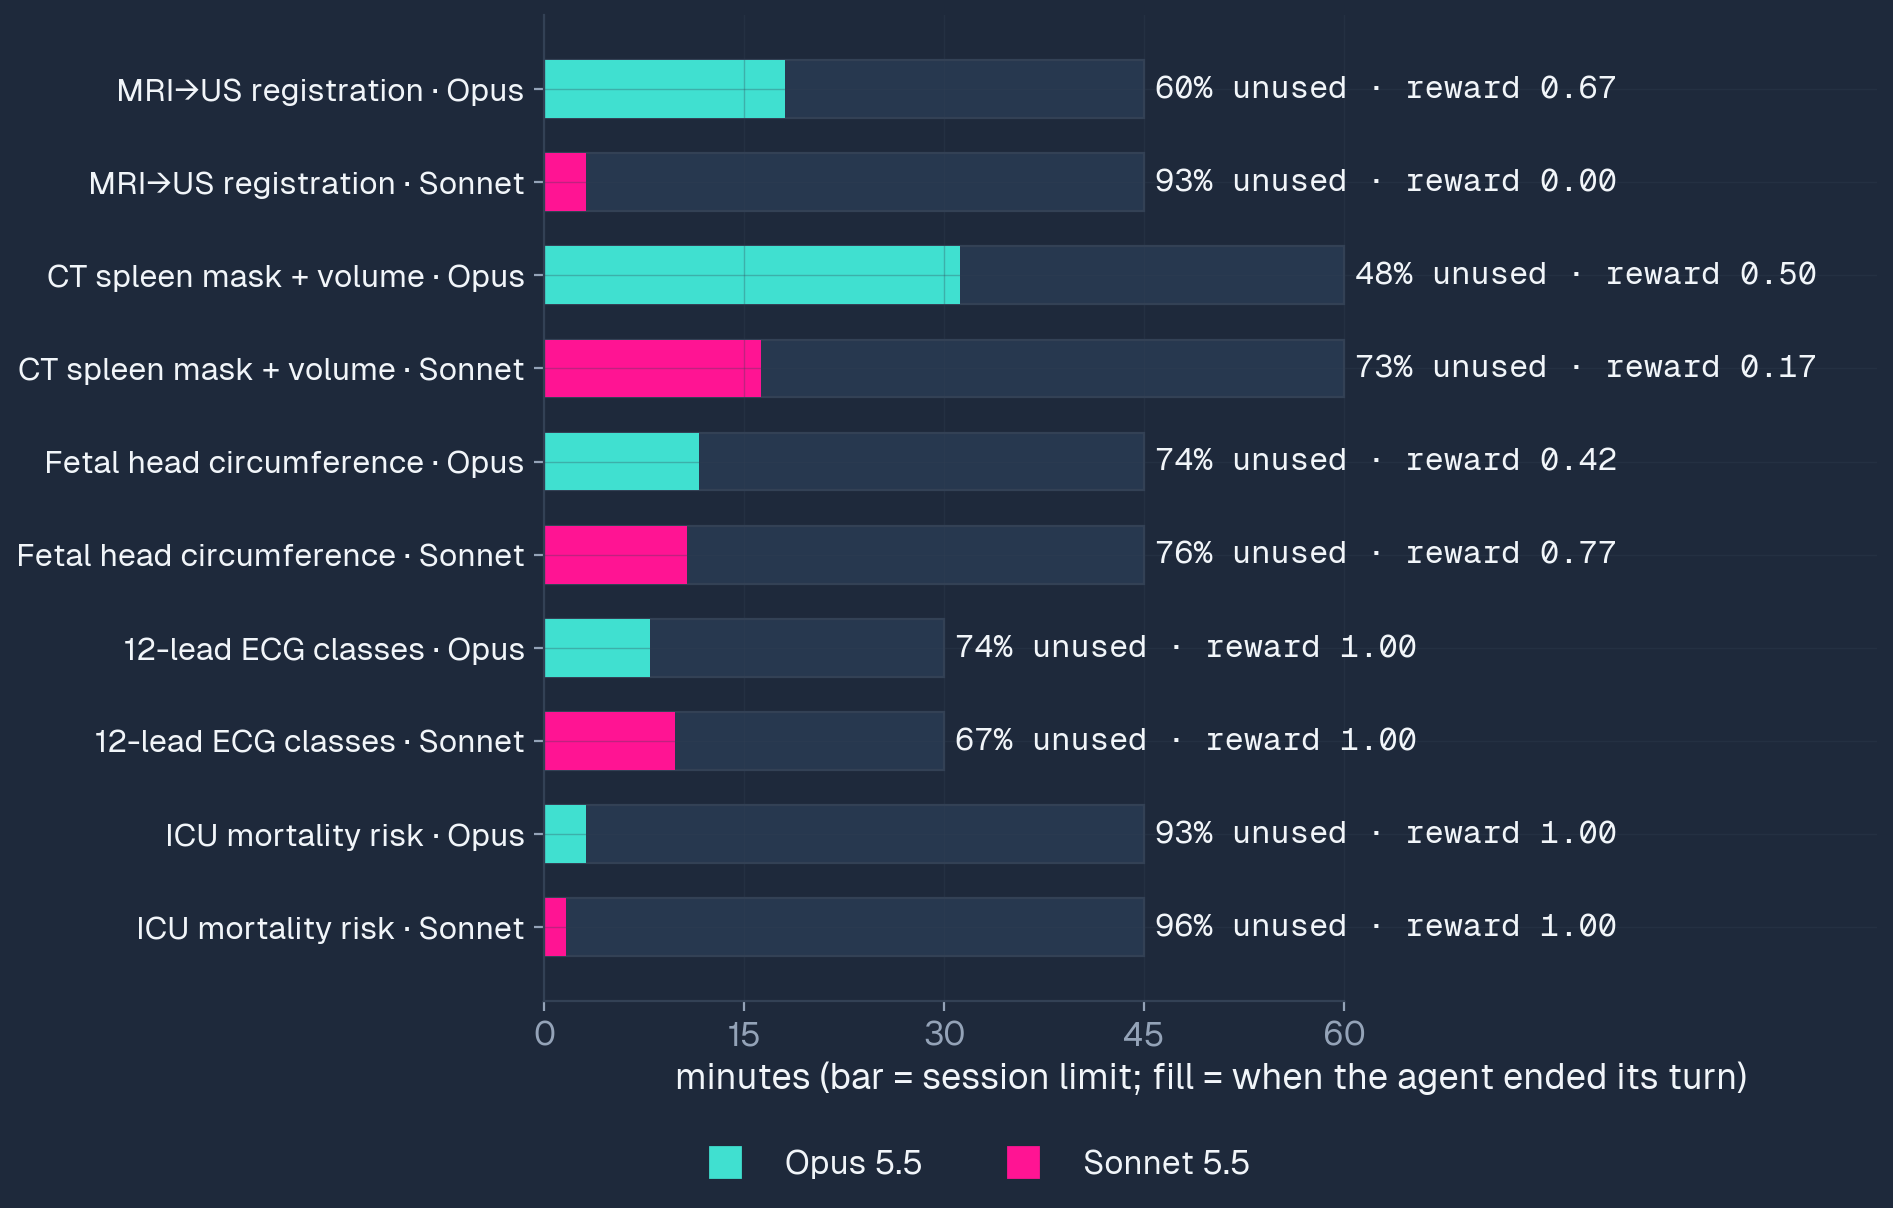 MRI→US registration · Opus
60% unused · reward 0.67
MRI→US registration · Sonnet
93% unused · reward 0.00
CT spleen mask + volume · Opus
48% unused · reward 0.50
CT spleen mask + volume · Sonnet
73% unused · reward 0.17
Fetal head circumference · Opus
74% unused · reward 0.42
Fetal head circumference · Sonnet
76% unused · reward 0.77
12-lead ECG classes · Opus
74% unused · reward 1.00
12-lead ECG classes · Sonnet
67% unused · reward 1.00
ICU mortality risk · Opus
93% unused · reward 1.00
ICU mortality risk · Sonnet
96% unused · reward 1.00
0 15 30 45 60
minutes (bar = session limit; fill = when the agent ended its turn)
Opus 5.5 Sonnet 5.5